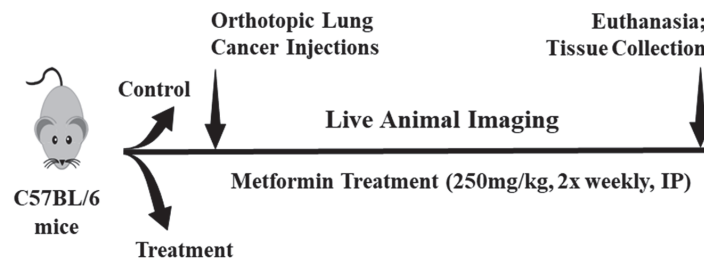 Orthotopic Lung
Cancer Injections
Euthanasia;
Tissue Collection
Control
Live Animal Imaging
Metformin Treatment (250mg/kg, 2x weekly, IP)
C57BL/6
mice
Treatment